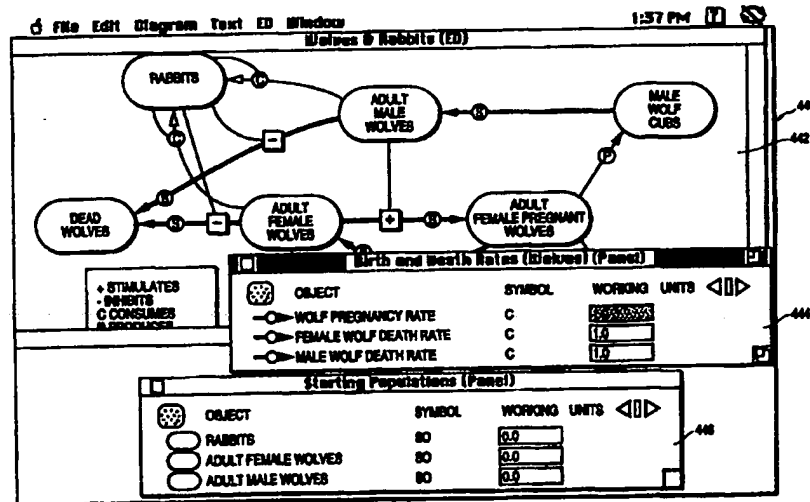 File Edit Diagram Text ED Window 1:37 PM
Wolves & Rabbits (ED)
RABBITS
C
ADULT
MALE
WOLVES
S
MALE
WOLF
CUBS
44
442
C
-
P
S
DEAD
WOLVES
S
-
ADULT
FEMALE
WOLVES
+
S
ADULT
FEMALE PREGNANT
WOLVES
+ STIMULATES
- INHIBITS
C CONSUMES
P PRODUCES
Birth and Death Rates (Wolves) (Panel)
OBJECT SYMBOL WORKING UNITS
WOLF PREGNANCY RATE C
FEMALE WOLF DEATH RATE C 1.0
MALE WOLF DEATH RATE C 1.0
444
Starting Populations (Panel)
OBJECT SYMBOL WORKING UNITS
RABBITS SO 0.0
ADULT FEMALE WOLVES SO 0.0
ADULT MALE WOLVES SO 0.0
446